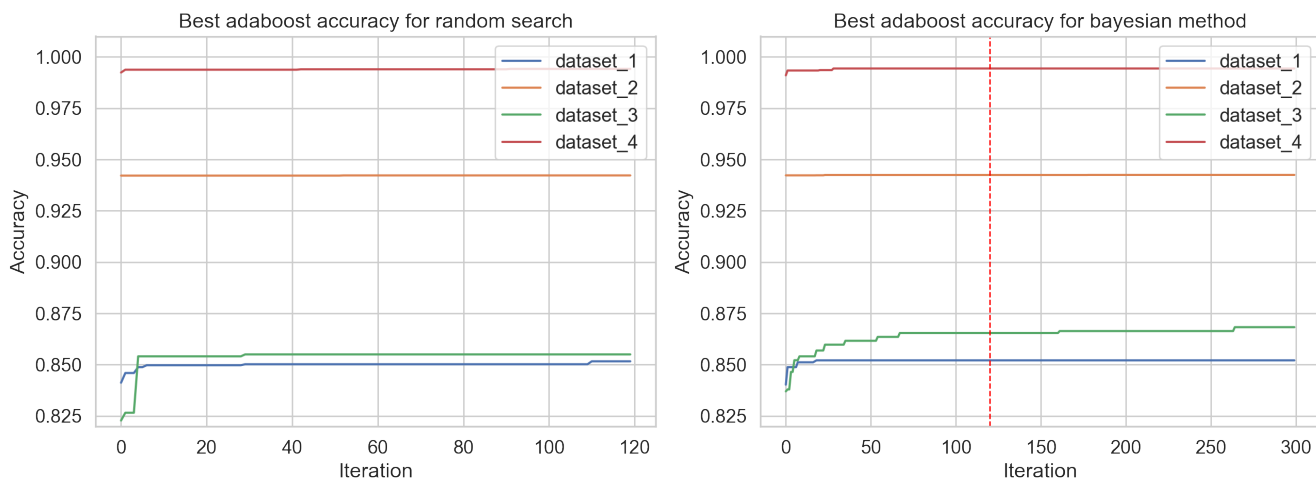 Best adaboost accuracy for random search
1.000
0.975
0.950
0.925
0.900
0.875
0.850
0.825
Accuracy
0
20
40
60
80
100
120
Iteration
dataset_1
dataset_2
dataset_3
dataset_4
Best adaboost accuracy for bayesian method
1.000
0.975
0.950
0.925
0.900
0.875
0.850
0.825
Accuracy
0
50
100
150
200
250
300
Iteration
dataset_1
dataset_2
dataset_3
dataset_4